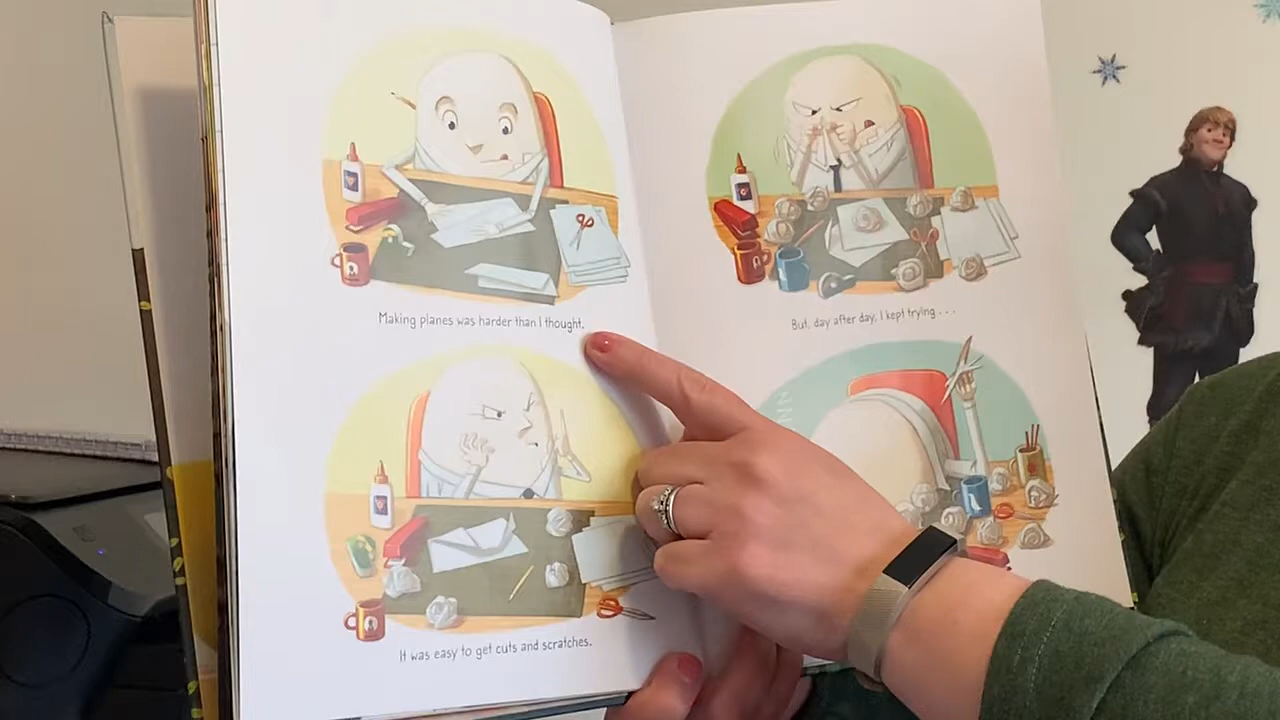 Making planes was harder than I thought.
It was easy to get cuts and scratches.
But, day after day, I kept trying . . .